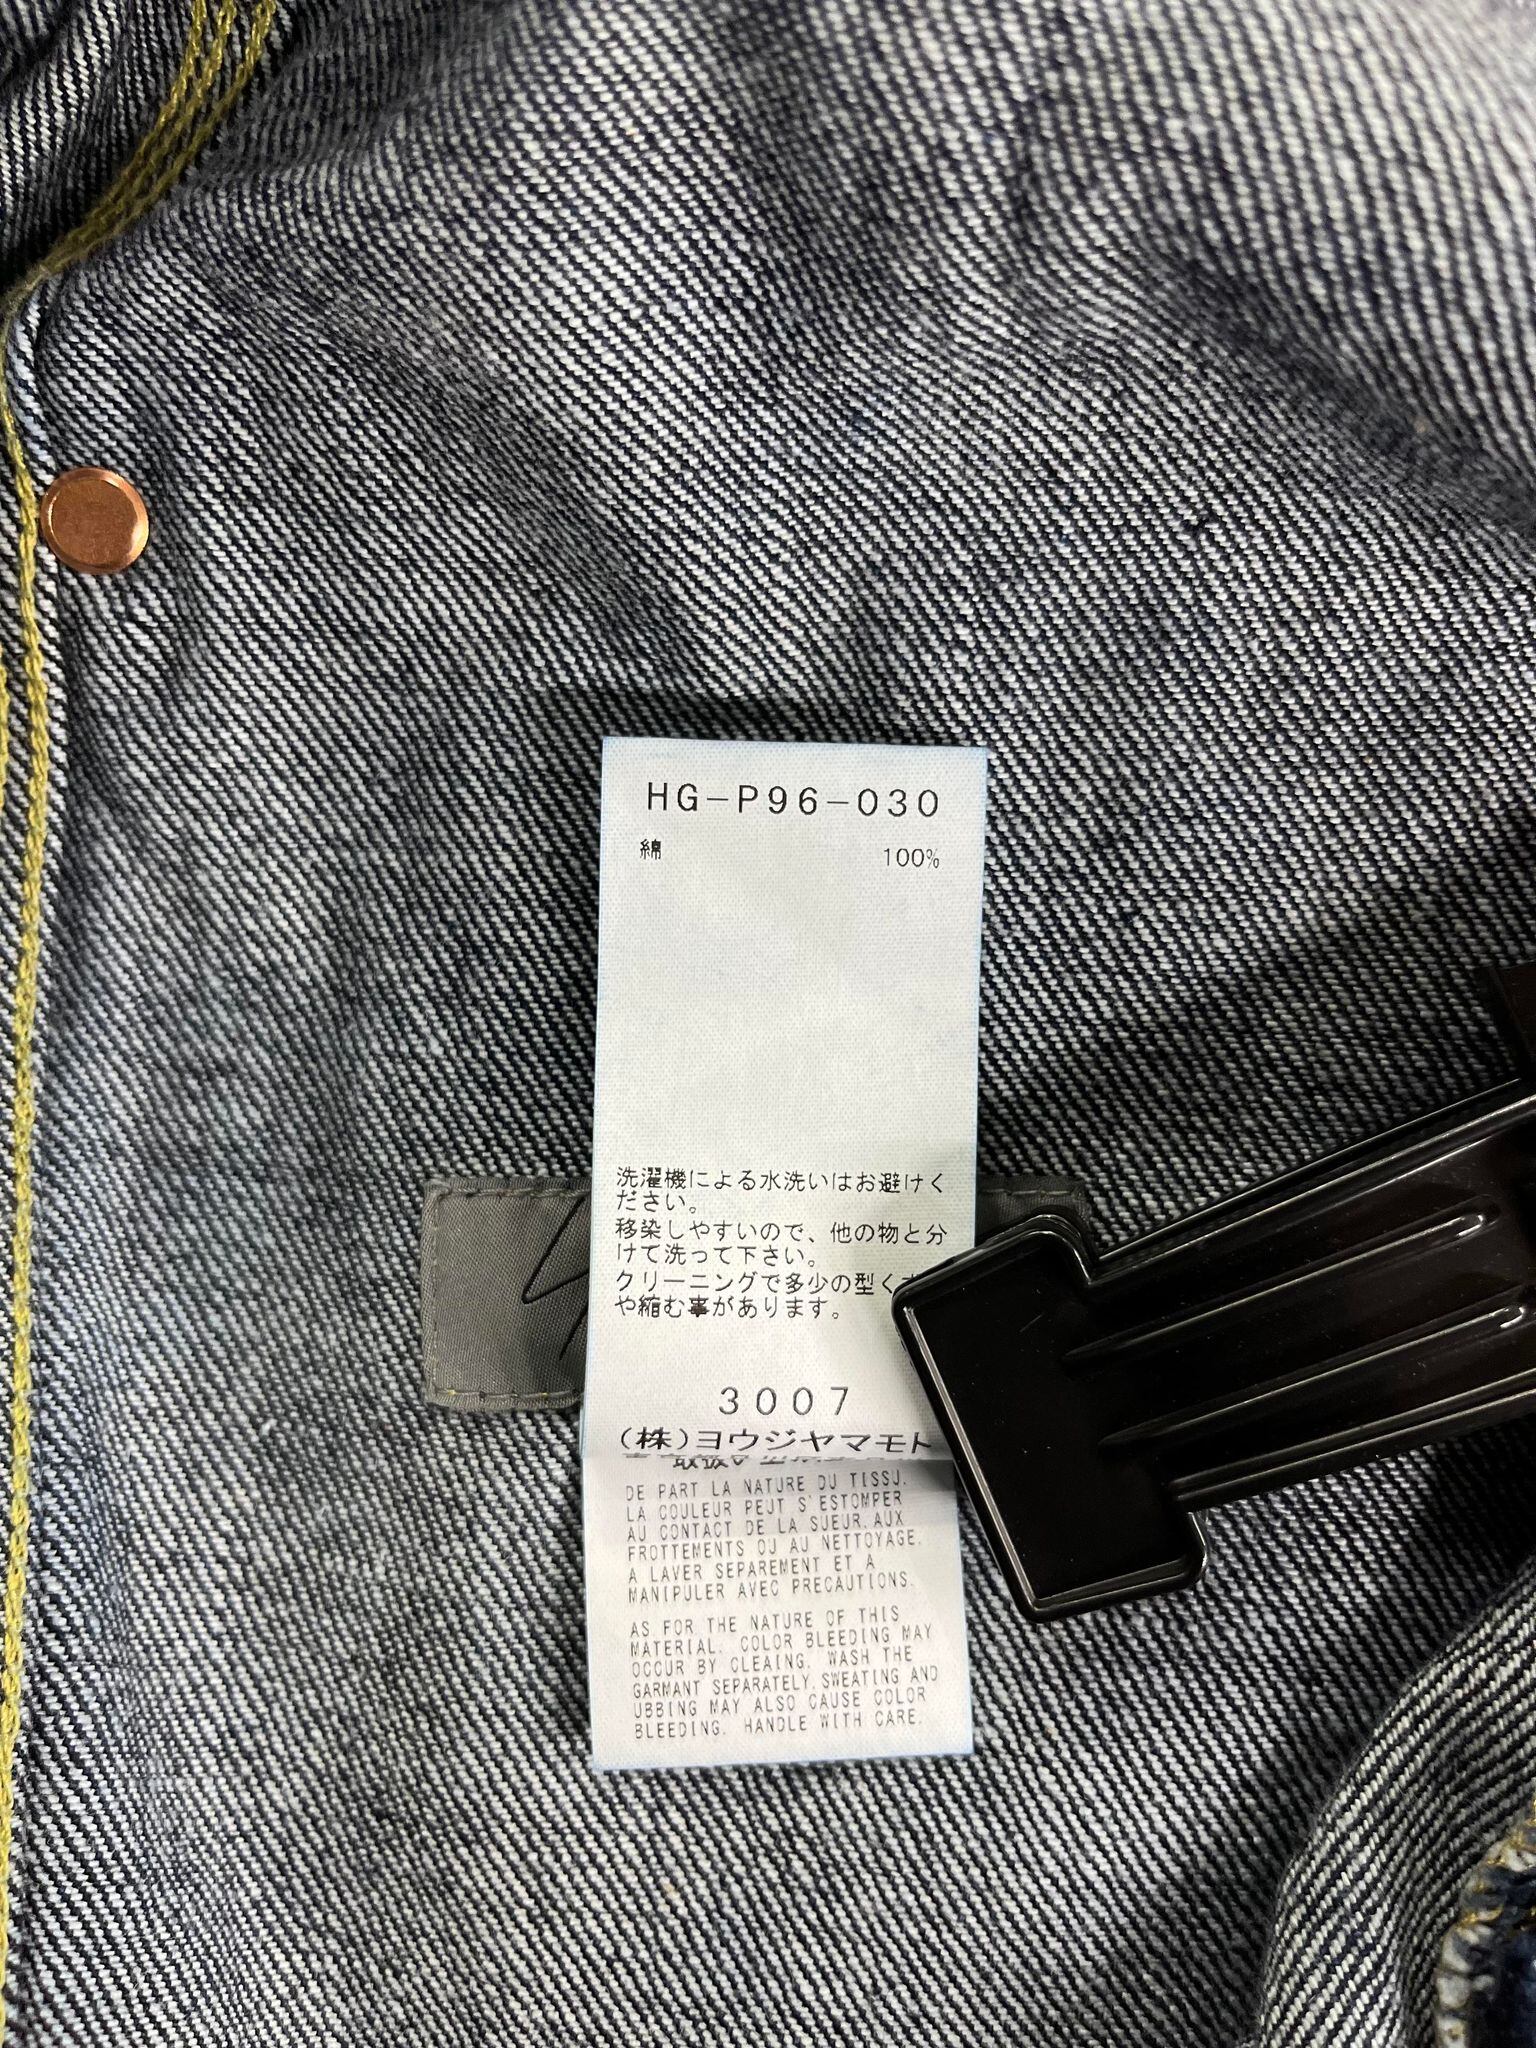 HG-P96-030
綿 100%
洗濯機による水洗いはお避けく
ださい。
移染しやすいので、他の物と分
けて洗って下さい。
クリーニングで多少の型く
や縮む事があります。
3007
(株)ヨウジヤマモト
DE PART LA NATURE DU TISSU.
LA COULEUR PEUT S'ESTOMPER
AU CONTACT DE LA SUEUR.AUX
FROTTEMENTS OU AU NETTOYAGE.
A LAVER SEPAREMENT ET A
MANIPULER AVEC PRECAUTIONS.
AS FOR THE NATURE OF THIS
MATERIAL. COLOR BLEEDING MAY
OCCUR BY CLEAING. WASH THE
GARMANT SEPARATELY.SWEATING AND
UBBING MAY ALSO CAUSE COLOR
BLEEDING. HANDLE WITH CARE.